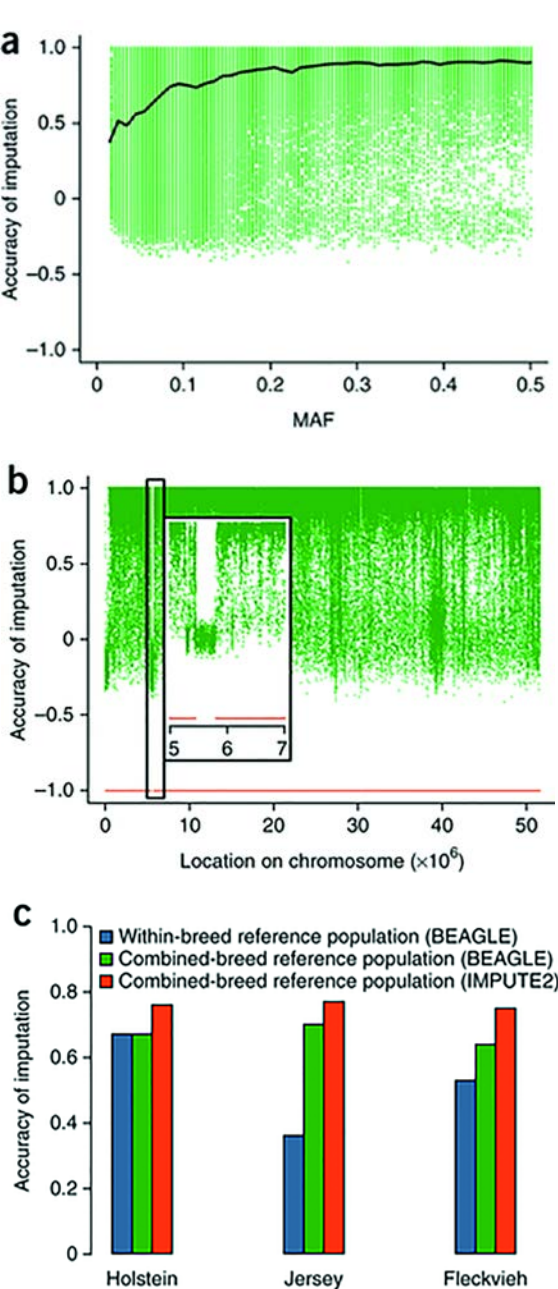 a
1.0
0.5
0
−0.5
−1.0
Accuracy of imputation
0 0.1 0.2 0.3 0.4 0.5
MAF
b
1.0
0.5
0
−0.5
−1.0
Accuracy of imputation
5 6 7
0 10 20 30 40 50
Location on chromosome (×10⁶)
c
1.0
0.8
0.6
0.4
0.2
0
Accuracy of imputation
Within-breed reference population (BEAGLE)
Combined-breed reference population (BEAGLE)
Combined-breed reference population (IMPUTE2)
Holstein Jersey Fleckvieh